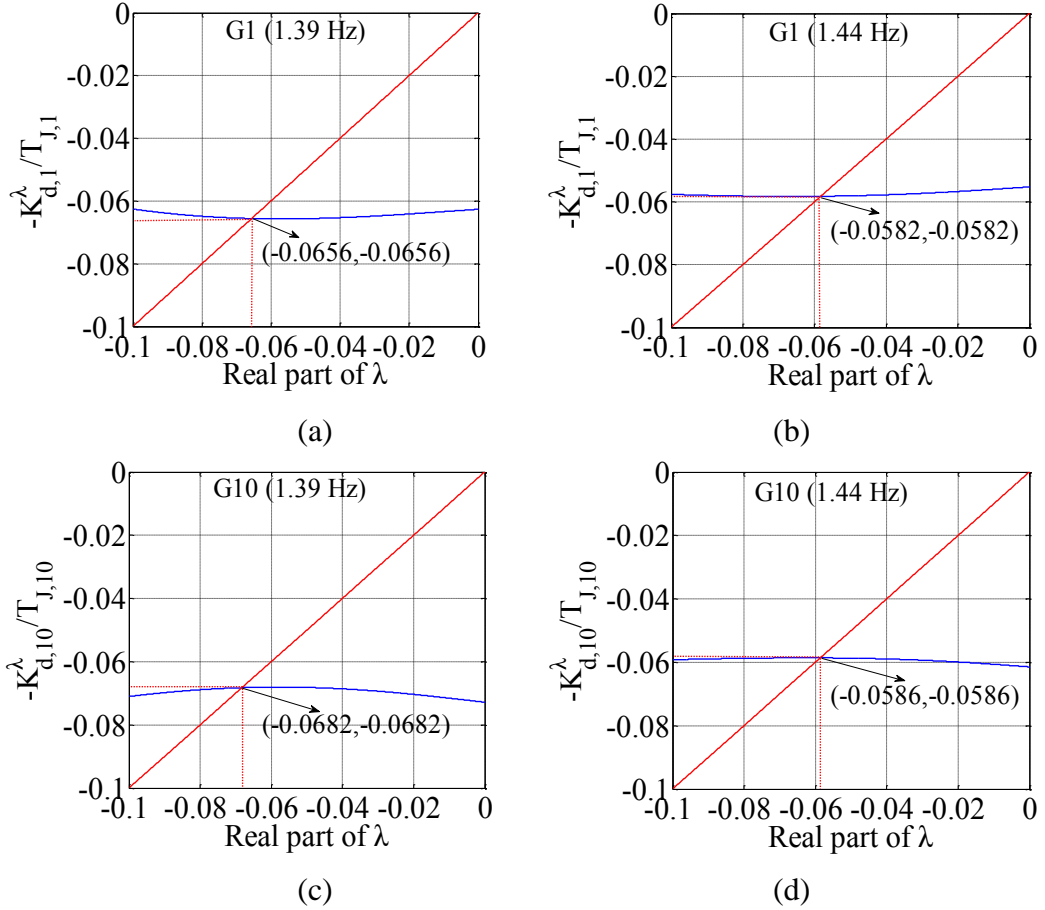 G1 (1.39 Hz)
0
-0.02
-0.04
-0.06
-0.08
-0.1
-K^λ_d,1/T_J,1
(-0.0656,-0.0656)
-0.1 -0.08 -0.06 -0.04 -0.02 0
Real part of λ
(a)
G1 (1.44 Hz)
0
-0.02
-0.04
-0.06
-0.08
-0.1
-K^λ_d,1/T_J,1
(-0.0582,-0.0582)
-0.1 -0.08 -0.06 -0.04 -0.02 0
Real part of λ
(b)
G10 (1.39 Hz)
0
-0.02
-0.04
-0.06
-0.08
-0.1
-K^λ_d,10/T_J,10
(-0.0682,-0.0682)
-0.1 -0.08 -0.06 -0.04 -0.02 0
Real part of λ
(c)
G10 (1.44 Hz)
0
-0.02
-0.04
-0.06
-0.08
-0.1
-K^λ_d,10/T_J,10
(-0.0586,-0.0586)
-0.1 -0.08 -0.06 -0.04 -0.02 0
Real part of λ
(d)